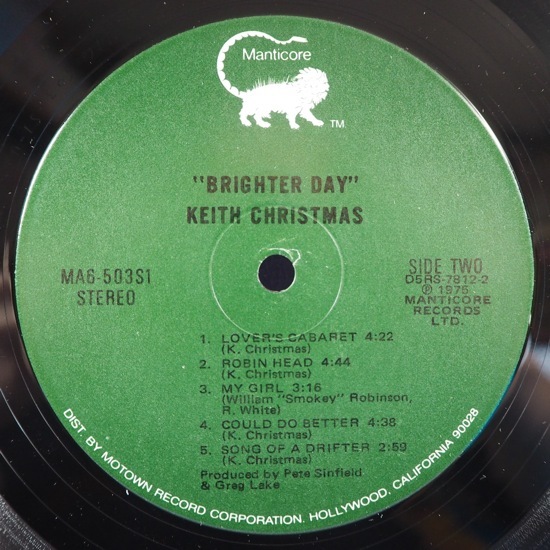 Manticore
TM
"BRIGHTER DAY"
KEITH CHRISTMAS
MA6-503S1
STEREO
SIDE TWO
D5RS-7812-2
℗ 1975
MANTICORE
RECORDS
LTD.
1. LOVER'S CABARET 4:22
(K. Christmas)
2. ROBIN HEAD 4:44
(K. Christmas)
3. MY GIRL 3:16
(William "Smokey" Robinson,
R. White)
4. COULD DO BETTER 4:38
(K. Christmas)
5. SONG OF A DRIFTER 2:59
(K. Christmas)
Produced by Pete Sinfield
& Greg Lake
DIST. BY MOTOWN RECORD CORPORATION, HOLLYWOOD, CALIFORNIA 90028